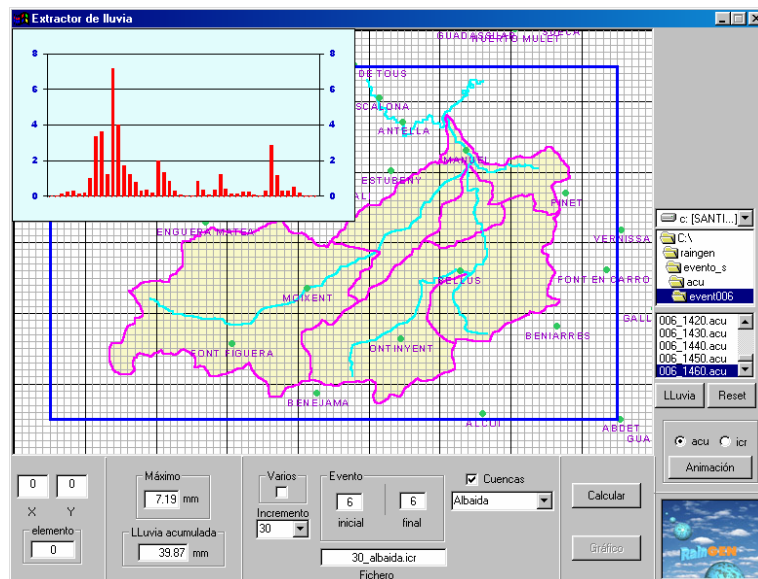 Extractor de lluvia
8
8
6
6
4
4
2
2
0
0
GUADASSUAR
SUECA
HUERTO MULET
DE TOUS
ESCALONA
ANTELLA
MANUEL
ESTUBENY
AL
PINET
ENGUERA MATEA
VERNISSA
BELLUS
FONT EN CARRO
MOIXENT
GALL
BENIARRES
ONTINYENT
FONT FIGUERA
BENEJAMA
ALCUI
ABDET
GUA
c: [SANTI...]
C:\
raingen
evento_s
acu
event006
006_1420.acu
006_1430.acu
006_1440.acu
006_1450.acu
006_1460.acu
LLuvia
Reset
acu
icr
Animación
RainGEN
0
0
X
Y
elemento
0
Máximo
7.19 mm
LLuvia acumulada
39.87 mm
Varios
Incremento
30
Evento
6
6
inicial
final
30_albaida.icr
Fichero
Cuencas
Albaida
Calcular
Gráfico